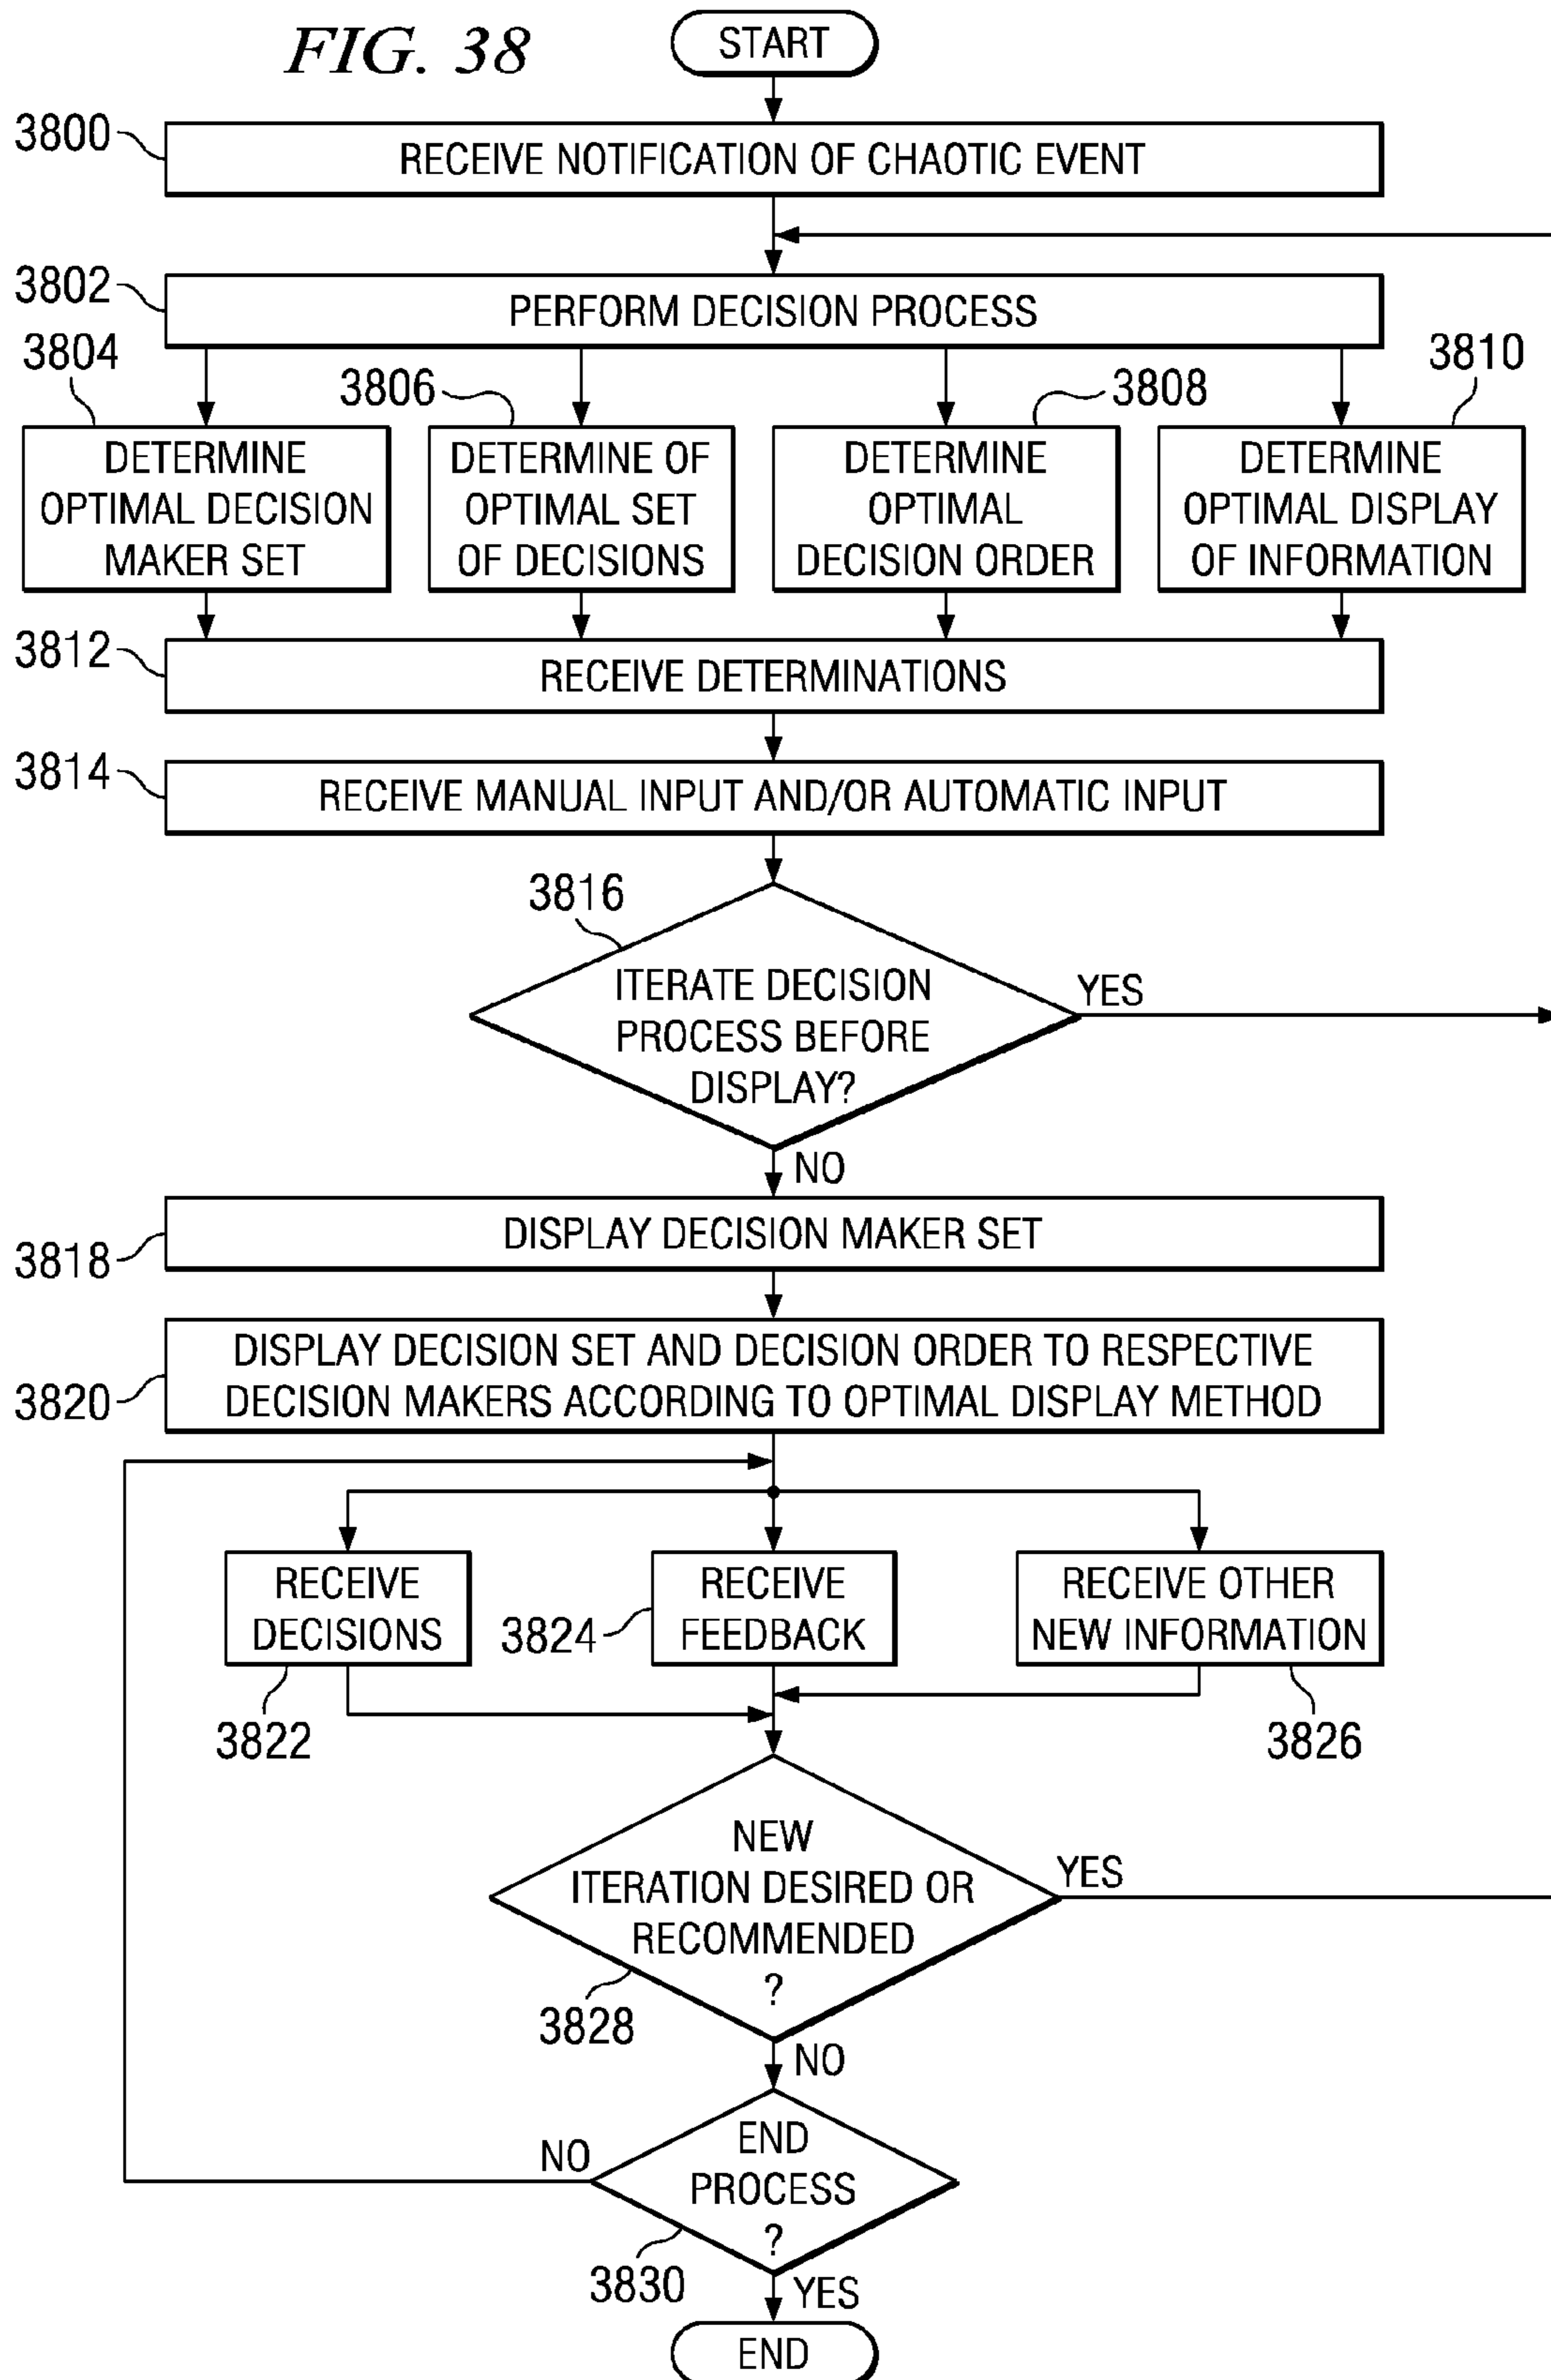 FIG. 38
START
3800
RECEIVE NOTIFICATION OF CHAOTIC EVENT
3802
PERFORM DECISION PROCESS
3804
3806
3808
3810
DETERMINE
OPTIMAL DECISION
MAKER SET
DETERMINE OF
OPTIMAL SET
OF DECISIONS
DETERMINE
OPTIMAL
DECISION ORDER
DETERMINE
OPTIMAL DISPLAY
OF INFORMATION
3812
RECEIVE DETERMINATIONS
3814
RECEIVE MANUAL INPUT AND/OR AUTOMATIC INPUT
3816
ITERATE DECISION
PROCESS BEFORE
DISPLAY?
YES
NO
3818
DISPLAY DECISION MAKER SET
3820
DISPLAY DECISION SET AND DECISION ORDER TO RESPECTIVE
DECISION MAKERS ACCORDING TO OPTIMAL DISPLAY METHOD
RECEIVE
DECISIONS
3822
3824
RECEIVE
FEEDBACK
RECEIVE OTHER
NEW INFORMATION
3826
NEW
ITERATION DESIRED OR
RECOMMENDED
?
YES
3828
NO
END
PROCESS
?
NO
3830
YES
END